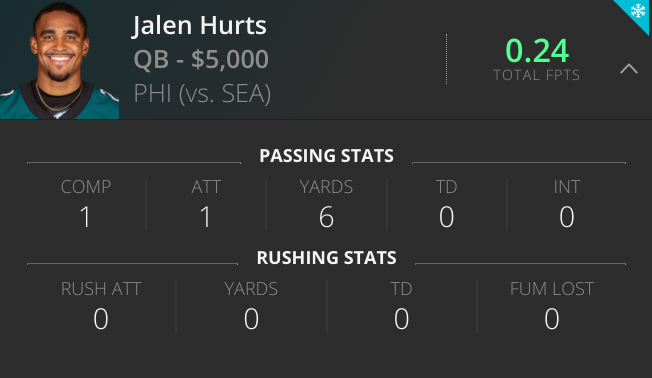 Jalen Hurts
QB - $5,000
PHI (vs. SEA)
0.24
TOTAL FPTS
PASSING STATS
COMP ATT YARDS TD INT
1 1 6 0 0
RUSHING STATS
RUSH ATT YARDS TD FUM LOST
0 0 0 0